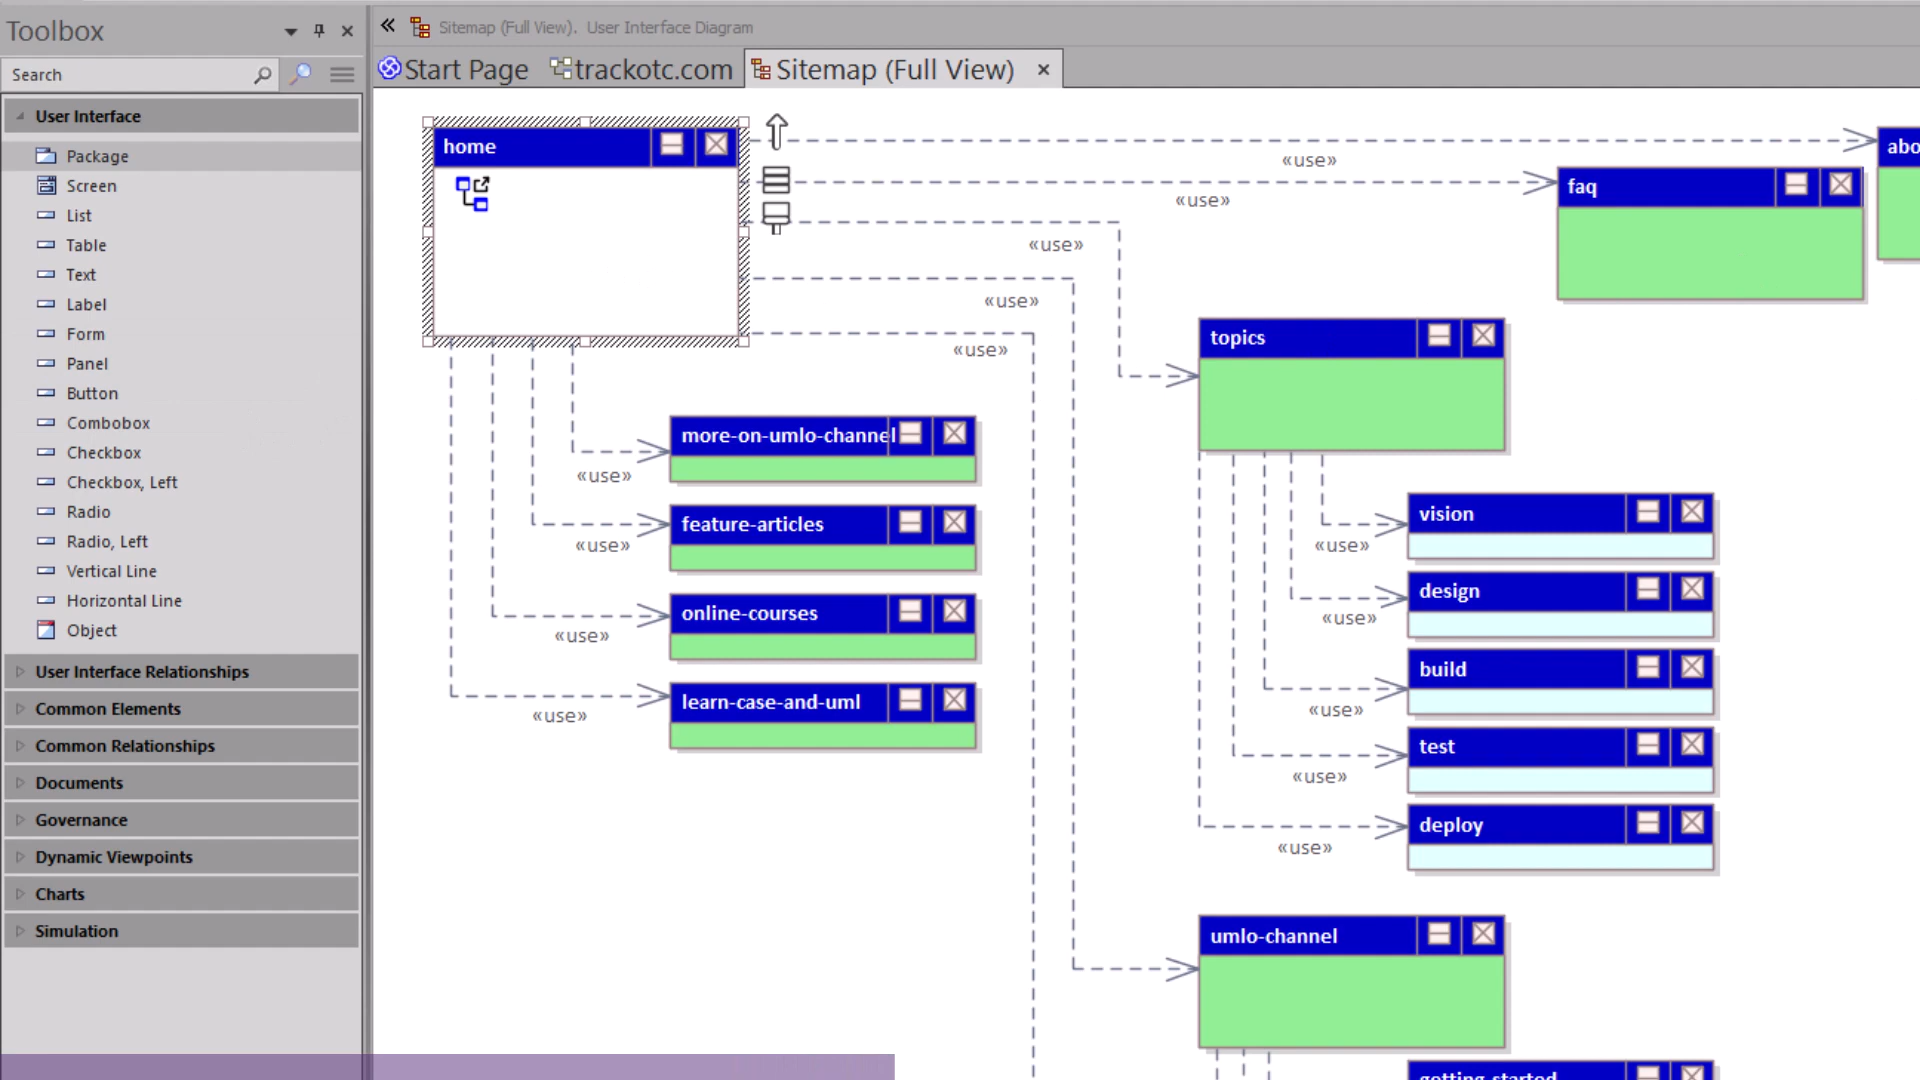 Toolbox
Sitemap (Full View). User Interface Diagram
Search
Start Page
trackotc.com
Sitemap (Full View)
User Interface
Package
Screen
List
Table
Text
Label
Form
Panel
Button
Combobox
Checkbox
Checkbox, Left
Radio
Radio, Left
Vertical Line
Horizontal Line
Object
User Interface Relationships
Common Elements
Common Relationships
Documents
Governance
Dynamic Viewpoints
Charts
Simulation
home
«use»
abo
«use»
faq
«use»
«use»
«use»
topics
more-on-umlo-channel
«use»
feature-articles
«use»
online-courses
«use»
learn-case-and-uml
«use»
vision
«use»
design
«use»
build
«use»
test
«use»
deploy
«use»
umlo-channel
getting-started